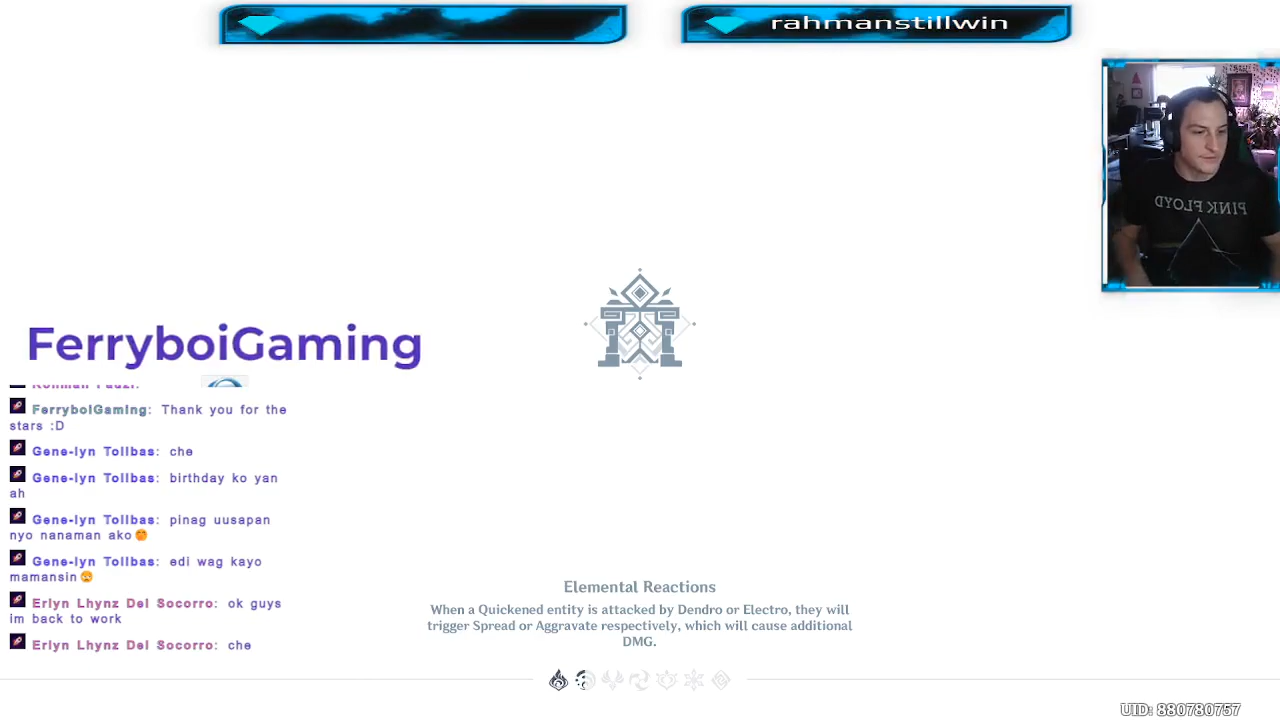 rahmanstillwin
PINK FLOYD
FerryboiGaming
FerryboiGaming: Thank you for the
stars :D
Gene-lyn Tolibas: che
Gene-lyn Tolibas: birthday ko yan
ah
Gene-lyn Tolibas: pinag uusapan
nyo nanaman ako
Gene-lyn Tolibas: edi wag kayo
mamansin
Erlyn Lhynz Del Socorro: ok guys
im back to work
Erlyn Lhynz Del Socorro: che
Elemental Reactions
When a Quickened entity is attacked by Dendro or Electro, they will
trigger Spread or Aggravate respectively, which will cause additional
DMG.
UID: 880780757